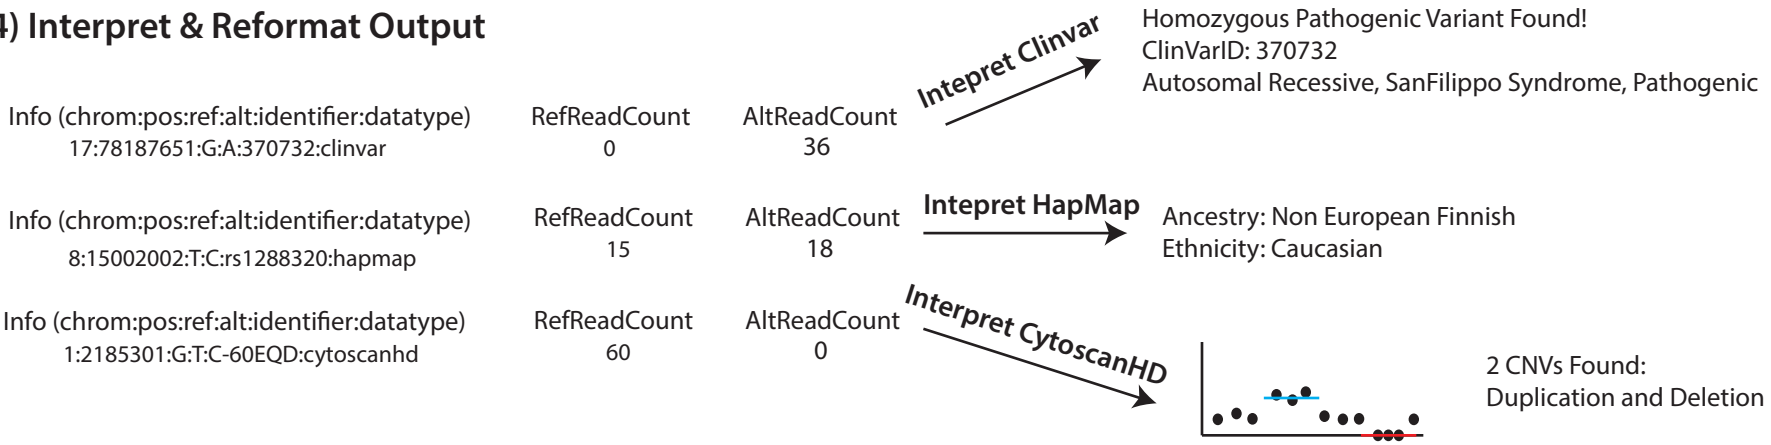 4) Interpret & Reformat Output
Info (chrom:pos:ref:alt:identifier:datatype) RefReadCount AltReadCount
17:78187651:G:A:370732:clinvar 0 36
Intepret Clinvar
Homozygous Pathogenic Variant Found!
ClinVarID: 370732
Autosomal Recessive, SanFilippo Syndrome, Pathogenic
Info (chrom:pos:ref:alt:identifier:datatype) RefReadCount AltReadCount
8:15002002:T:C:rs1288320:hapmap 15 18
Intepret HapMap
Ancestry: Non European Finnish
Ethnicity: Caucasian
Info (chrom:pos:ref:alt:identifier:datatype) RefReadCount AltReadCount
1:2185301:G:T:C-60EQD:cytoscanhd 60 0
Interpret CytoscanHD
2 CNVs Found:
Duplication and Deletion